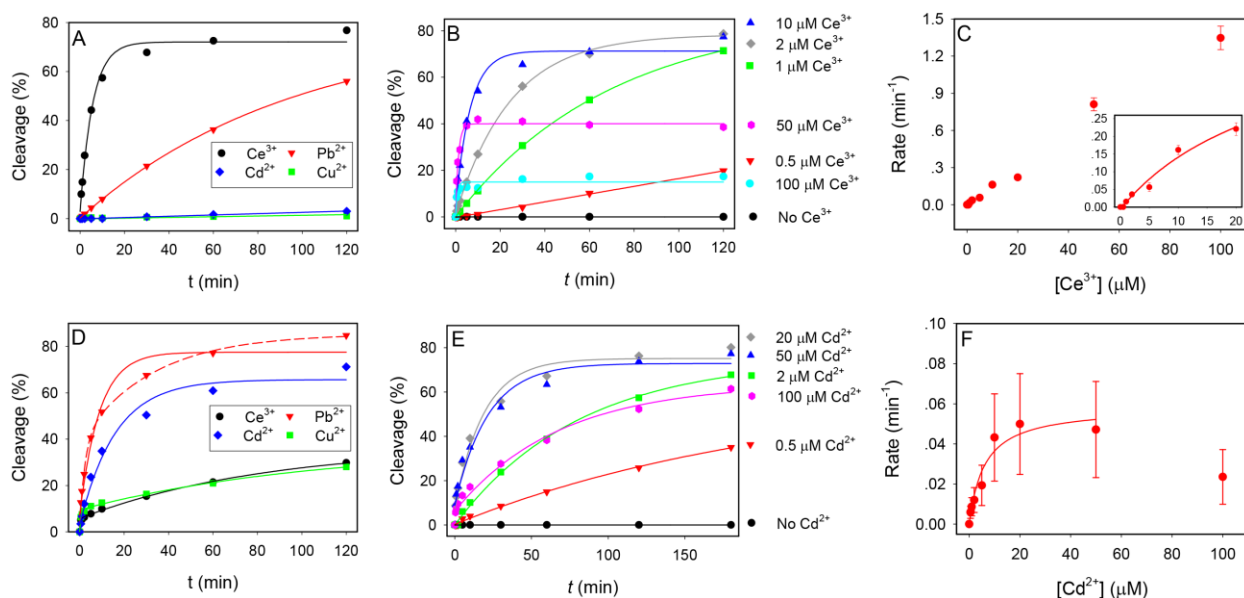 A
Cleavage (%)
80
60
40
20
0
Ce³⁺ Pb²⁺
Cd²⁺ Cu²⁺
0 20 40 60 80 100 120
t (min)
B
Cleavage (%)
80
60
40
20
0
0 20 40 60 80 100 120
t (min)
10 μM Ce³⁺
2 μM Ce³⁺
1 μM Ce³⁺
50 μM Ce³⁺
0.5 μM Ce³⁺
100 μM Ce³⁺
No Ce³⁺
C
Rate (min⁻¹)
1.5
1.2
.9
.6
.3
0.0
.25
.20
.15
.10
.05
0.00
0 5 10 15 20
0 20 40 60 80 100
[Ce³⁺] (μM)
D
Cleavage (%)
80
60
40
20
0
Ce³⁺ Pb²⁺
Cd²⁺ Cu²⁺
0 20 40 60 80 100 120
t (min)
E
Cleavage (%)
80
60
40
20
0
0 50 100 150
t (min)
20 μM Cd²⁺
50 μM Cd²⁺
2 μM Cd²⁺
100 μM Cd²⁺
0.5 μM Cd²⁺
No Cd²⁺
F
Rate (min⁻¹)
.10
.08
.06
.04
.02
0.00
0 20 40 60 80 100
[Cd²⁺] (μM)